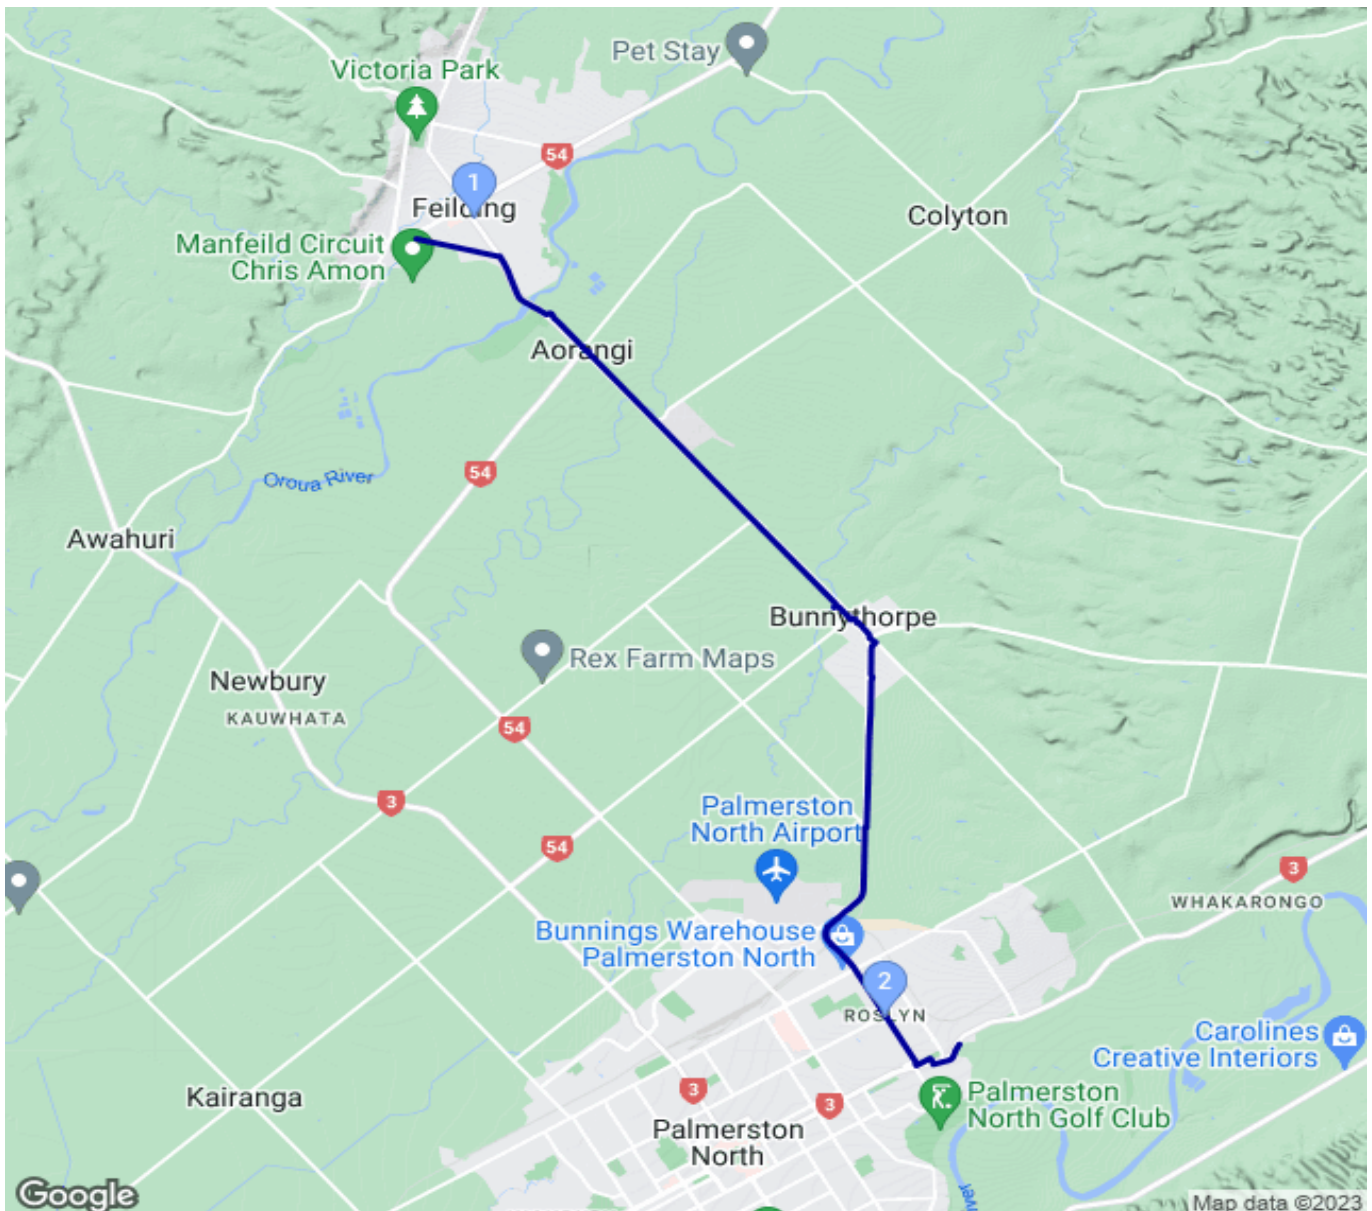 Pet Stay
Victoria Park
54
1
Feilding
Colyton
Manfeild Circuit
Chris Amon
Aorangi
54
Oroua River
Awahuri
Bunnythorpe
Rex Farm Maps
Newbury
KAUWHATA
54
3
Palmerston
North Airport
54
3
WHAKARONGO
Bunnings Warehouse
Palmerston North
2
ROSLYN
Carolines
Creative Interiors
Kairanga
3
3
Palmerston
North Golf Club
Palmerston
North
Google
Map data ©2023